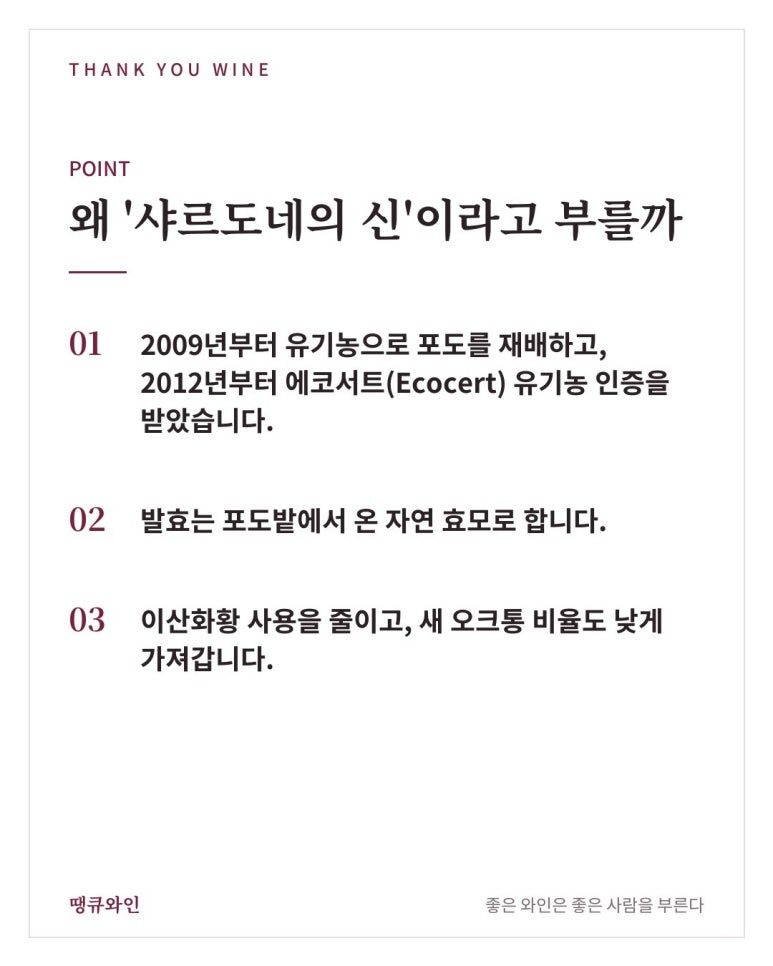 THANK YOU WINE
POINT
왜 '샤르도네의 신'이라고 부를까
01 2009년부터 유기농으로 포도를 재배하고,
2012년부터 에코서트(Ecocert) 유기농 인증을
받았습니다.
02 발효는 포도밭에서 온 자연 효모로 합니다.
03 이산화황 사용을 줄이고, 새 오크통 비율도 낮게
가져갑니다.
땡큐와인
좋은 와인은 좋은 사람을 부른다